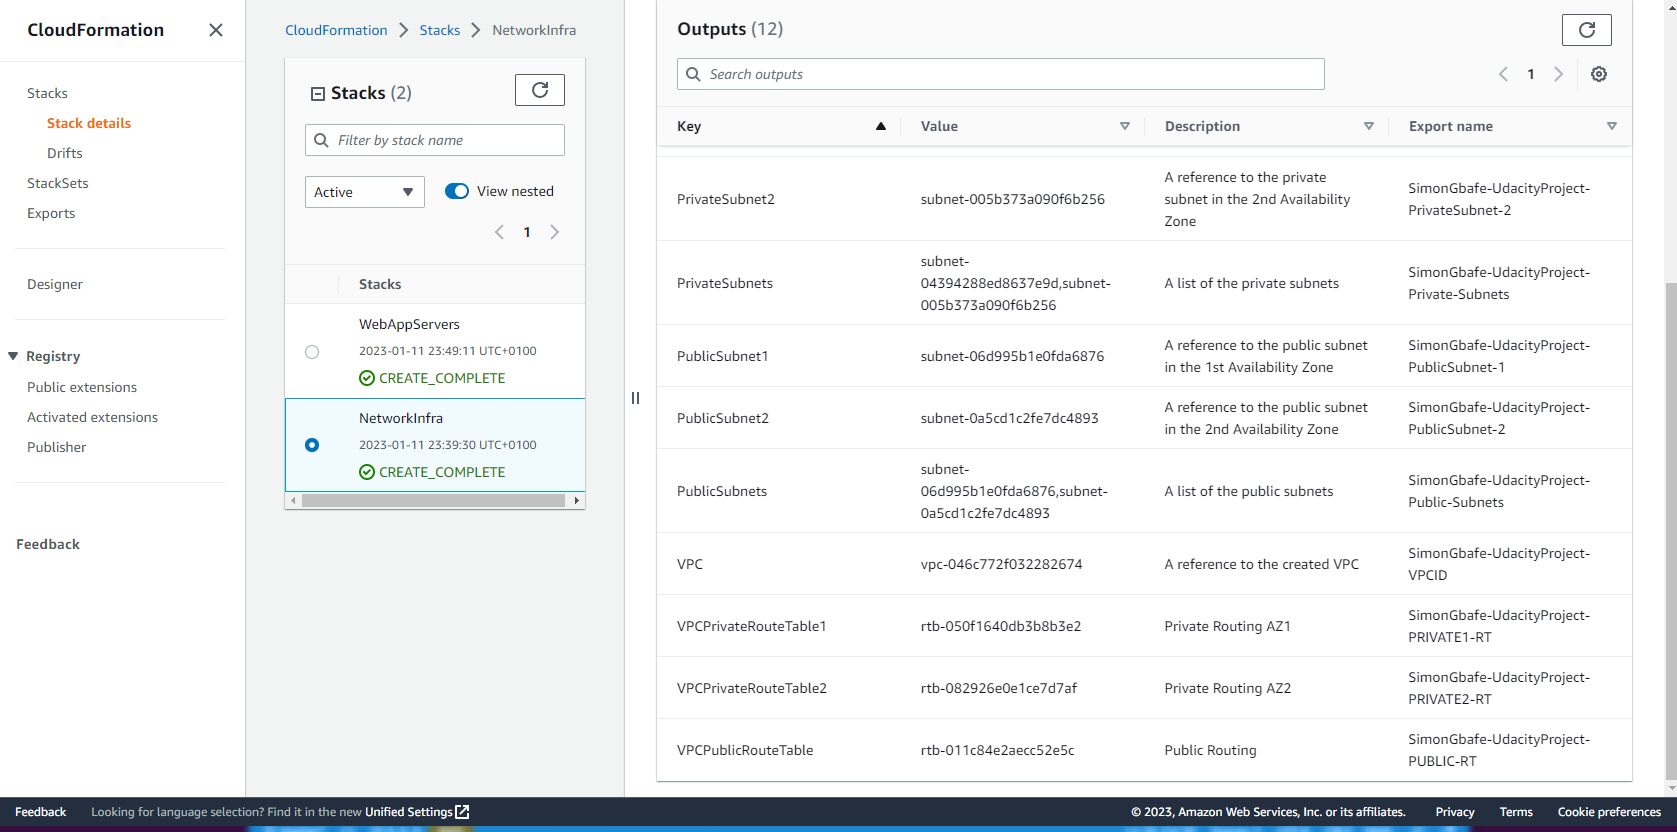 CloudFormation
Stacks
Stack details
Drifts
StackSets
Exports
Designer
Registry
Public extensions
Activated extensions
Publisher
Feedback
CloudFormation > Stacks > NetworkInfra
Stacks (2)
Filter by stack name
Active
View nested
1
Stacks
WebAppServers
2023-01-11 23:49:11 UTC+0100
CREATE_COMPLETE
NetworkInfra
2023-01-11 23:39:30 UTC+0100
CREATE_COMPLETE
Outputs (12)
Search outputs
1
Key Value Description Export name
PrivateSubnet2
subnet-005b373a090f6b256
A reference to the private
subnet in the 2nd Availability
Zone
SimonGbafe-UdacityProject-
PrivateSubnet-2
PrivateSubnets
subnet-
04394288ed8637e9d,subnet-
005b373a090f6b256
A list of the private subnets
SimonGbafe-UdacityProject-
Private-Subnets
PublicSubnet1
subnet-06d995b1e0fda6876
A reference to the public subnet
in the 1st Availability Zone
SimonGbafe-UdacityProject-
PublicSubnet-1
PublicSubnet2
subnet-0a5cd1c2fe7dc4893
A reference to the public subnet
in the 2nd Availability Zone
SimonGbafe-UdacityProject-
PublicSubnet-2
PublicSubnets
subnet-
06d995b1e0fda6876,subnet-
0a5cd1c2fe7dc4893
A list of the public subnets
SimonGbafe-UdacityProject-
Public-Subnets
VPC
vpc-046c772f032282674
A reference to the created VPC
SimonGbafe-UdacityProject-
VPCID
VPCPrivateRouteTable1
rtb-050f1640db3b8b3e2
Private Routing AZ1
SimonGbafe-UdacityProject-
PRIVATE1-RT
VPCPrivateRouteTable2
rtb-082926e0e1ce7d7af
Private Routing AZ2
SimonGbafe-UdacityProject-
PRIVATE2-RT
VPCPublicRouteTable
rtb-011c84e2aecc52e5c
Public Routing
SimonGbafe-UdacityProject-
PUBLIC-RT
Feedback Looking for language selection? Find it in the new Unified Settings © 2023, Amazon Web Services, Inc. or its affiliates. Privacy Terms Cookie preferences